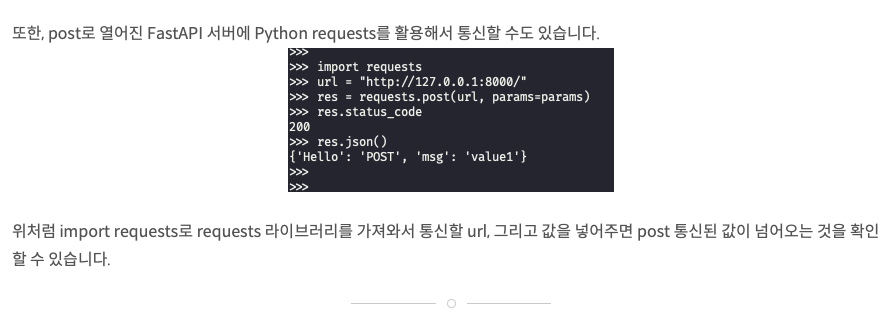 또한, post로 열어진 FastAPI 서버에 Python requests를 활용해서 통신할 수도 있습니다.
>>>
>>> import requests
>>> url = "http://127.0.0.1:8000/"
>>> res = requests.post(url, params=params)
>>> res.status_code
200
>>> res.json()
{'Hello': 'POST', 'msg': 'value1'}
>>>
>>>
위처럼 import requests로 requests 라이브러리를 가져와서 통신할 url, 그리고 값을 넣어주면 post 통신된 값이 넘어오는 것을 확인
할 수 있습니다.